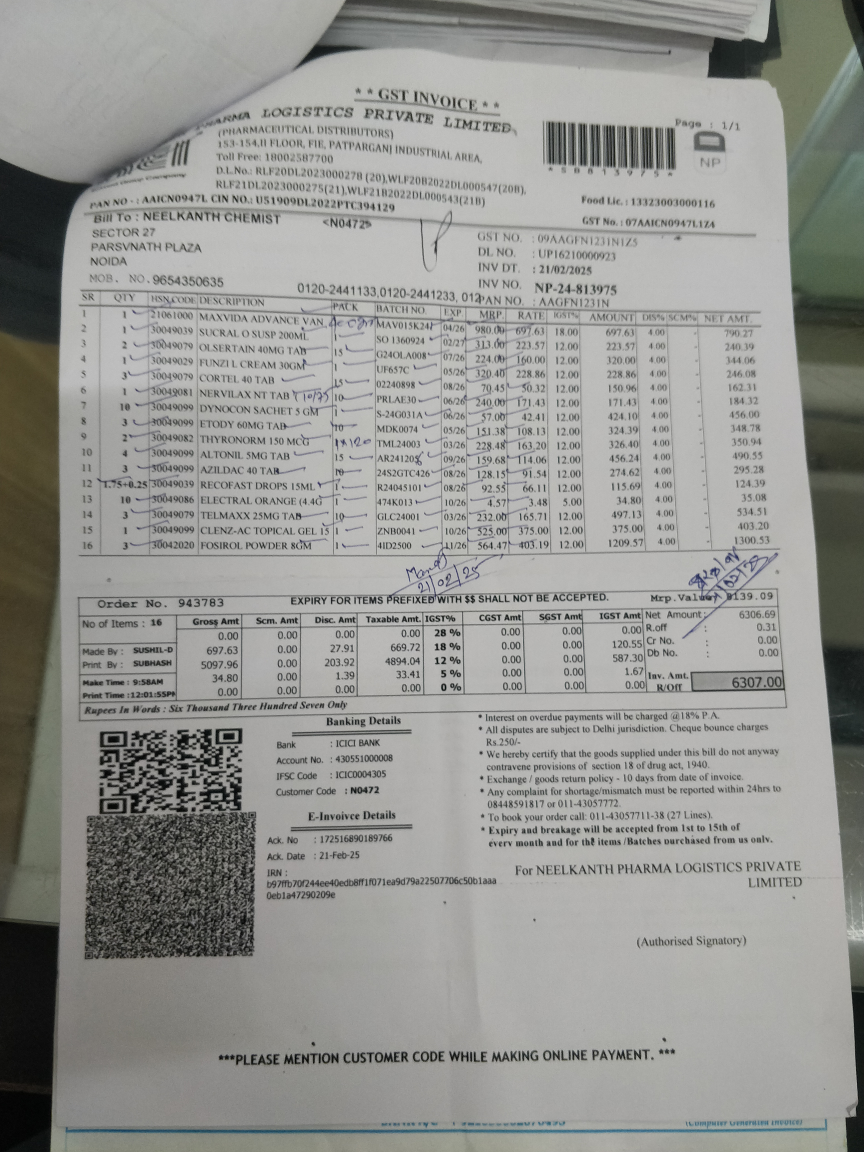 * * GST INVOICE * *
PHARMA LOGISTICS PRIVATE LIMITED
Page : 1/1
(PHARMACEUTICAL DISTRIBUTORS)
153-154,II FLOOR, FIE, PATPARGANJ INDUSTRIAL AREA,
Toll Free: 18002587700
*S813975*
NP
D.L.No.: RLF20DL2023000278 (20),WLF20B2022DL000547(20B),
RLF21DL2023000275(21),WLF21B2022DL000543(21B)
PAN NO - : AAICN0947L CIN NO.: U51909DL2022PTC394129
Food Lic. : 13323003000116
Bill To : NEELKANTH CHEMIST <N0472>
GST No. : 07AAICN0947L1Z4
SECTOR 27
GST NO. : 09AAGFN1231N1Z5
PARSVNATH PLAZA
DL NO. : UP16210000923
NOIDA
INV DT. : 21/02/2025
MOB. NO. 9654350635
INV NO. NP-24-813975
0120-2441133,0120-2441233, 012
PAN NO. : AAGFN1231N
SR QTY HSN CODE DESCRIPTION PACK BATCH NO. EXP. MRP. RATE IGST% AMOUNT DIS% SCM% NET AMT.
1 1 21061000 MAXVIDA ADVANCE VAN MAV015K24 04/26 980.00 697.63 18.00 697.63 4.00 - 790.27
2 1 30049039 SUCRAL O SUSP 200ML 1 SO 1360924 02/27 313.00 223.57 12.00 223.57 4.00 - 240.39
3 2 30049079 OLSERTAIN 40MG TAB 15 G24OLA008 07/26 224.00 160.00 12.00 320.00 4.00 - 344.06
4 1 30049029 FUNZI L CREAM 30GM 1 UF657C 05/26 320.40 228.86 12.00 228.86 4.00 - 246.08
5 3 30049079 CORTEL 40 TAB 15 02240898 08/26 70.45 50.32 12.00 150.96 4.00 - 162.31
6 1 30049081 NERVILAX NT TAB (10/75) 10 PRLAE30 06/26 240.00 171.43 12.00 171.43 4.00 - 184.32
7 10 30049099 DYNOCON SACHET 5 GM 1 S-24G031A 06/26 57.00 42.41 12.00 424.10 4.00 - 456.00
8 3 30049099 ETODY 60MG TAB 10 MDK0074 05/26 151.38 108.13 12.00 324.39 4.00 - 348.78
9 2 30049082 THYRONORM 150 MCG 1x120 TML24003 03/26 228.48 163.20 12.00 326.40 4.00 - 350.94
10 4 30049099 ALTONIL 5MG TAB 15 AR24120 09/26 159.68 114.06 12.00 456.24 4.00 - 490.55
11 3 30049099 AZILDAC 40 TAB 10 24S2GTC426 08/26 128.15 91.54 12.00 274.62 4.00 - 295.28
12 1.75+0.25 30049039 RECOFAST DROPS 15ML 1 R24045101 08/26 92.55 66.11 12.00 115.69 4.00 - 124.39
13 10 30049086 ELECTRAL ORANGE (4.4G 1 474K013 10/26 4.57 3.48 5.00 34.80 4.00 - 35.08
14 3 30049079 TELMAXX 25MG TAB 10 GLC24001 03/26 232.00 165.71 12.00 497.13 4.00 - 534.51
15 1 30049099 CLENZ-AC TOPICAL GEL 15 1 ZNB0041 10/26 525.00 375.00 12.00 375.00 4.00 - 403.20
16 3 30042020 FOSIROL POWDER 8GM 1 4ID2500 11/26 564.47 403.19 12.00 1209.57 4.00 - 1300.53
21/02/25
Order No. 943783 EXPIRY FOR ITEMS PREFIXED WITH $$ SHALL NOT BE ACCEPTED. Mrp.Value: 8139.09
No of Items : 16 Gross Amt Scm. Amt Disc. Amt Taxable Amt. IGST% CGST Amt SGST Amt IGST Amt Net Amount: 6306.69
0.00 0.00 0.00 0.00 28 % 0.00 0.00 0.00 R.off : 0.31
Made By : SUSHIL-D 697.63 0.00 27.91 669.72 18 % 0.00 0.00 120.55 Cr No. : 0.00
Print By : SUBHASH 5097.96 0.00 203.92 4894.04 12 % 0.00 0.00 587.30 Db No. : 0.00
Make Time : 9:58AM 34.80 0.00 1.39 33.41 5 % 0.00 0.00 1.67 Inv. Amt.
Print Time :12:01:55PM 0.00 0.00 0.00 0.00 0 % 0.00 0.00 0.00 R/Off 6307.00
Rupees In Words : Six Thousand Three Hundred Seven Only
Banking Details
Bank : ICICI BANK
Account No. : 430551000008
IFSC Code : ICIC0004305
Customer Code : N0472
E-Invoivce Details
Ack. No : 172516890189766
Ack. Date : 21-Feb-25
IRN :
b97ffb70f244ee40edb8ff1f071ea9d79a22507706c50b1aaa
0eb1a47290209e
* Interest on overdue payments will be charged @18% P.A.
* All disputes are subject to Delhi jurisdiction. Cheque bounce charges
Rs.250/-
* We hereby certify that the goods supplied under this bill do not anyway
contravene provisions of section 18 of drug act, 1940.
* Exchange / goods return policy - 10 days from date of invoice.
* Any complaint for shortage/mismatch must be reported within 24hrs to
08448591817 or 011-43057772.
* To book your order call: 011-43057711-38 (27 Lines).
* Expiry and breakage will be accepted from 1st to 15th of
every month and for the items /Batches purchased from us only.
For NEELKANTH PHARMA LOGISTICS PRIVATE
LIMITED
(Authorised Signatory)
***PLEASE MENTION CUSTOMER CODE WHILE MAKING ONLINE PAYMENT. ***
(Computer Generated Invoice)